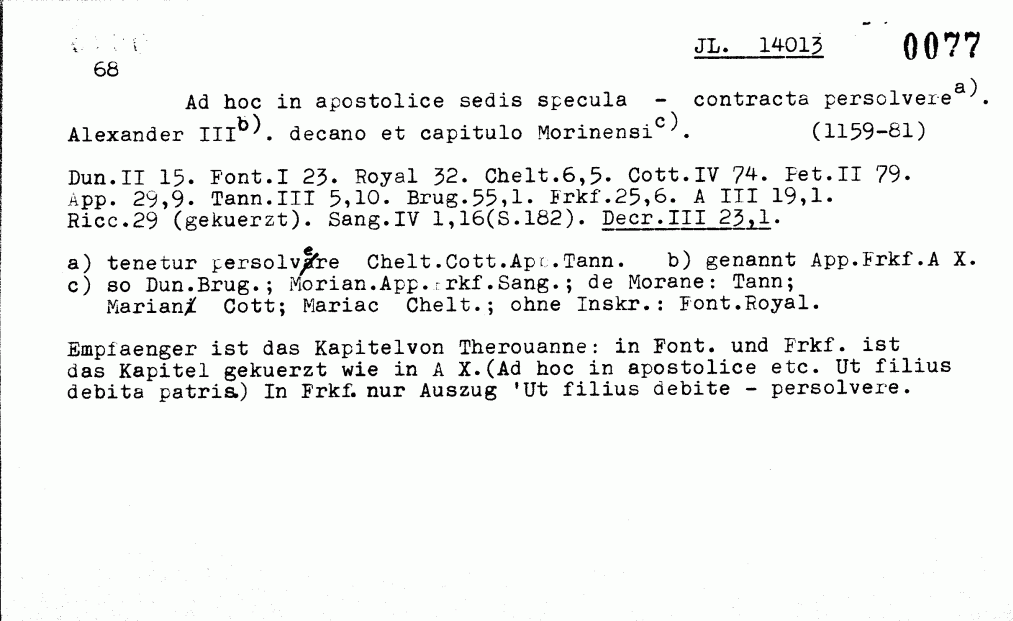 JL. 14013 0077
68
Ad hoc in apostolice sedis specula - contracta persolvere a).
Alexander III b). decano et capitulo Morinensi c). (1159-81)
Dun.II 15. Font.I 23. Royal 32. Chelt.6,5. Cott.IV 74. Pet.II 79.
App. 29,9. Tann.III 5,10. Brug.55,1. Frkf.25,6. A III 19,1.
Ricc.29 (gekuerzt). Sang.IV 1,16(S.182). Decr.III 23,1.
a) tenetur persolvere Chelt.Cott.App.Tann. b) genannt App.Frkf.A X.
c) so Dun.Brug.; Morian.App.Frkf.Sang.; de Morane: Tann;
Marian Cott; Mariac Chelt.; ohne Inskr.: Font.Royal.
Empfaenger ist das Kapitelvon Therouanne: in Font. und Frkf. ist
das Kapitel gekuerzt wie in A X.(Ad hoc in apostolice etc. Ut filius
debita patris) In Frkf. nur Auszug 'Ut filius debite - persolvere.